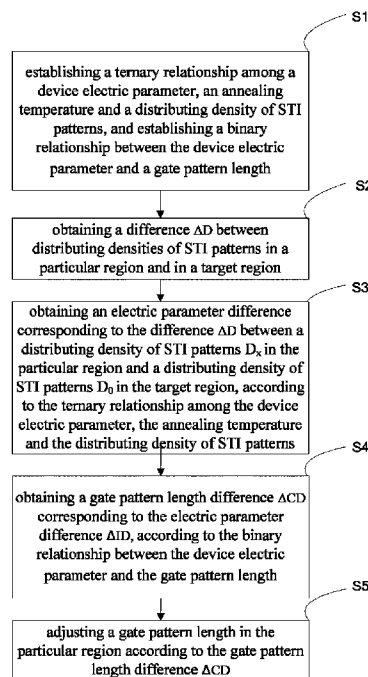 S1
establishing a ternary relationship among a
device electric parameter, an annealing
temperature and a distributing density of STI
patterns, and establishing a binary
relationship between the device electric
parameter and a gate pattern length
S2
obtaining a difference ΔD between
distributing densities of STI patterns in a
particular region and in a target region
S3
obtaining an electric parameter difference
corresponding to the difference ΔD between a
distributing density of STI patterns Dx in the
particular region and a distributing density of
STI patterns D0 in the target region, according
to the ternary relationship among the device
electric parameter, the annealing temperature
and the distributing density of STI patterns
S4
obtaining a gate pattern length difference ΔCD
corresponding to the electric parameter
difference ΔID, according to the binary
relationship between the device electric
parameter and the gate pattern length
S5
adjusting a gate pattern length in the
particular region according to the gate pattern
length difference ΔCD